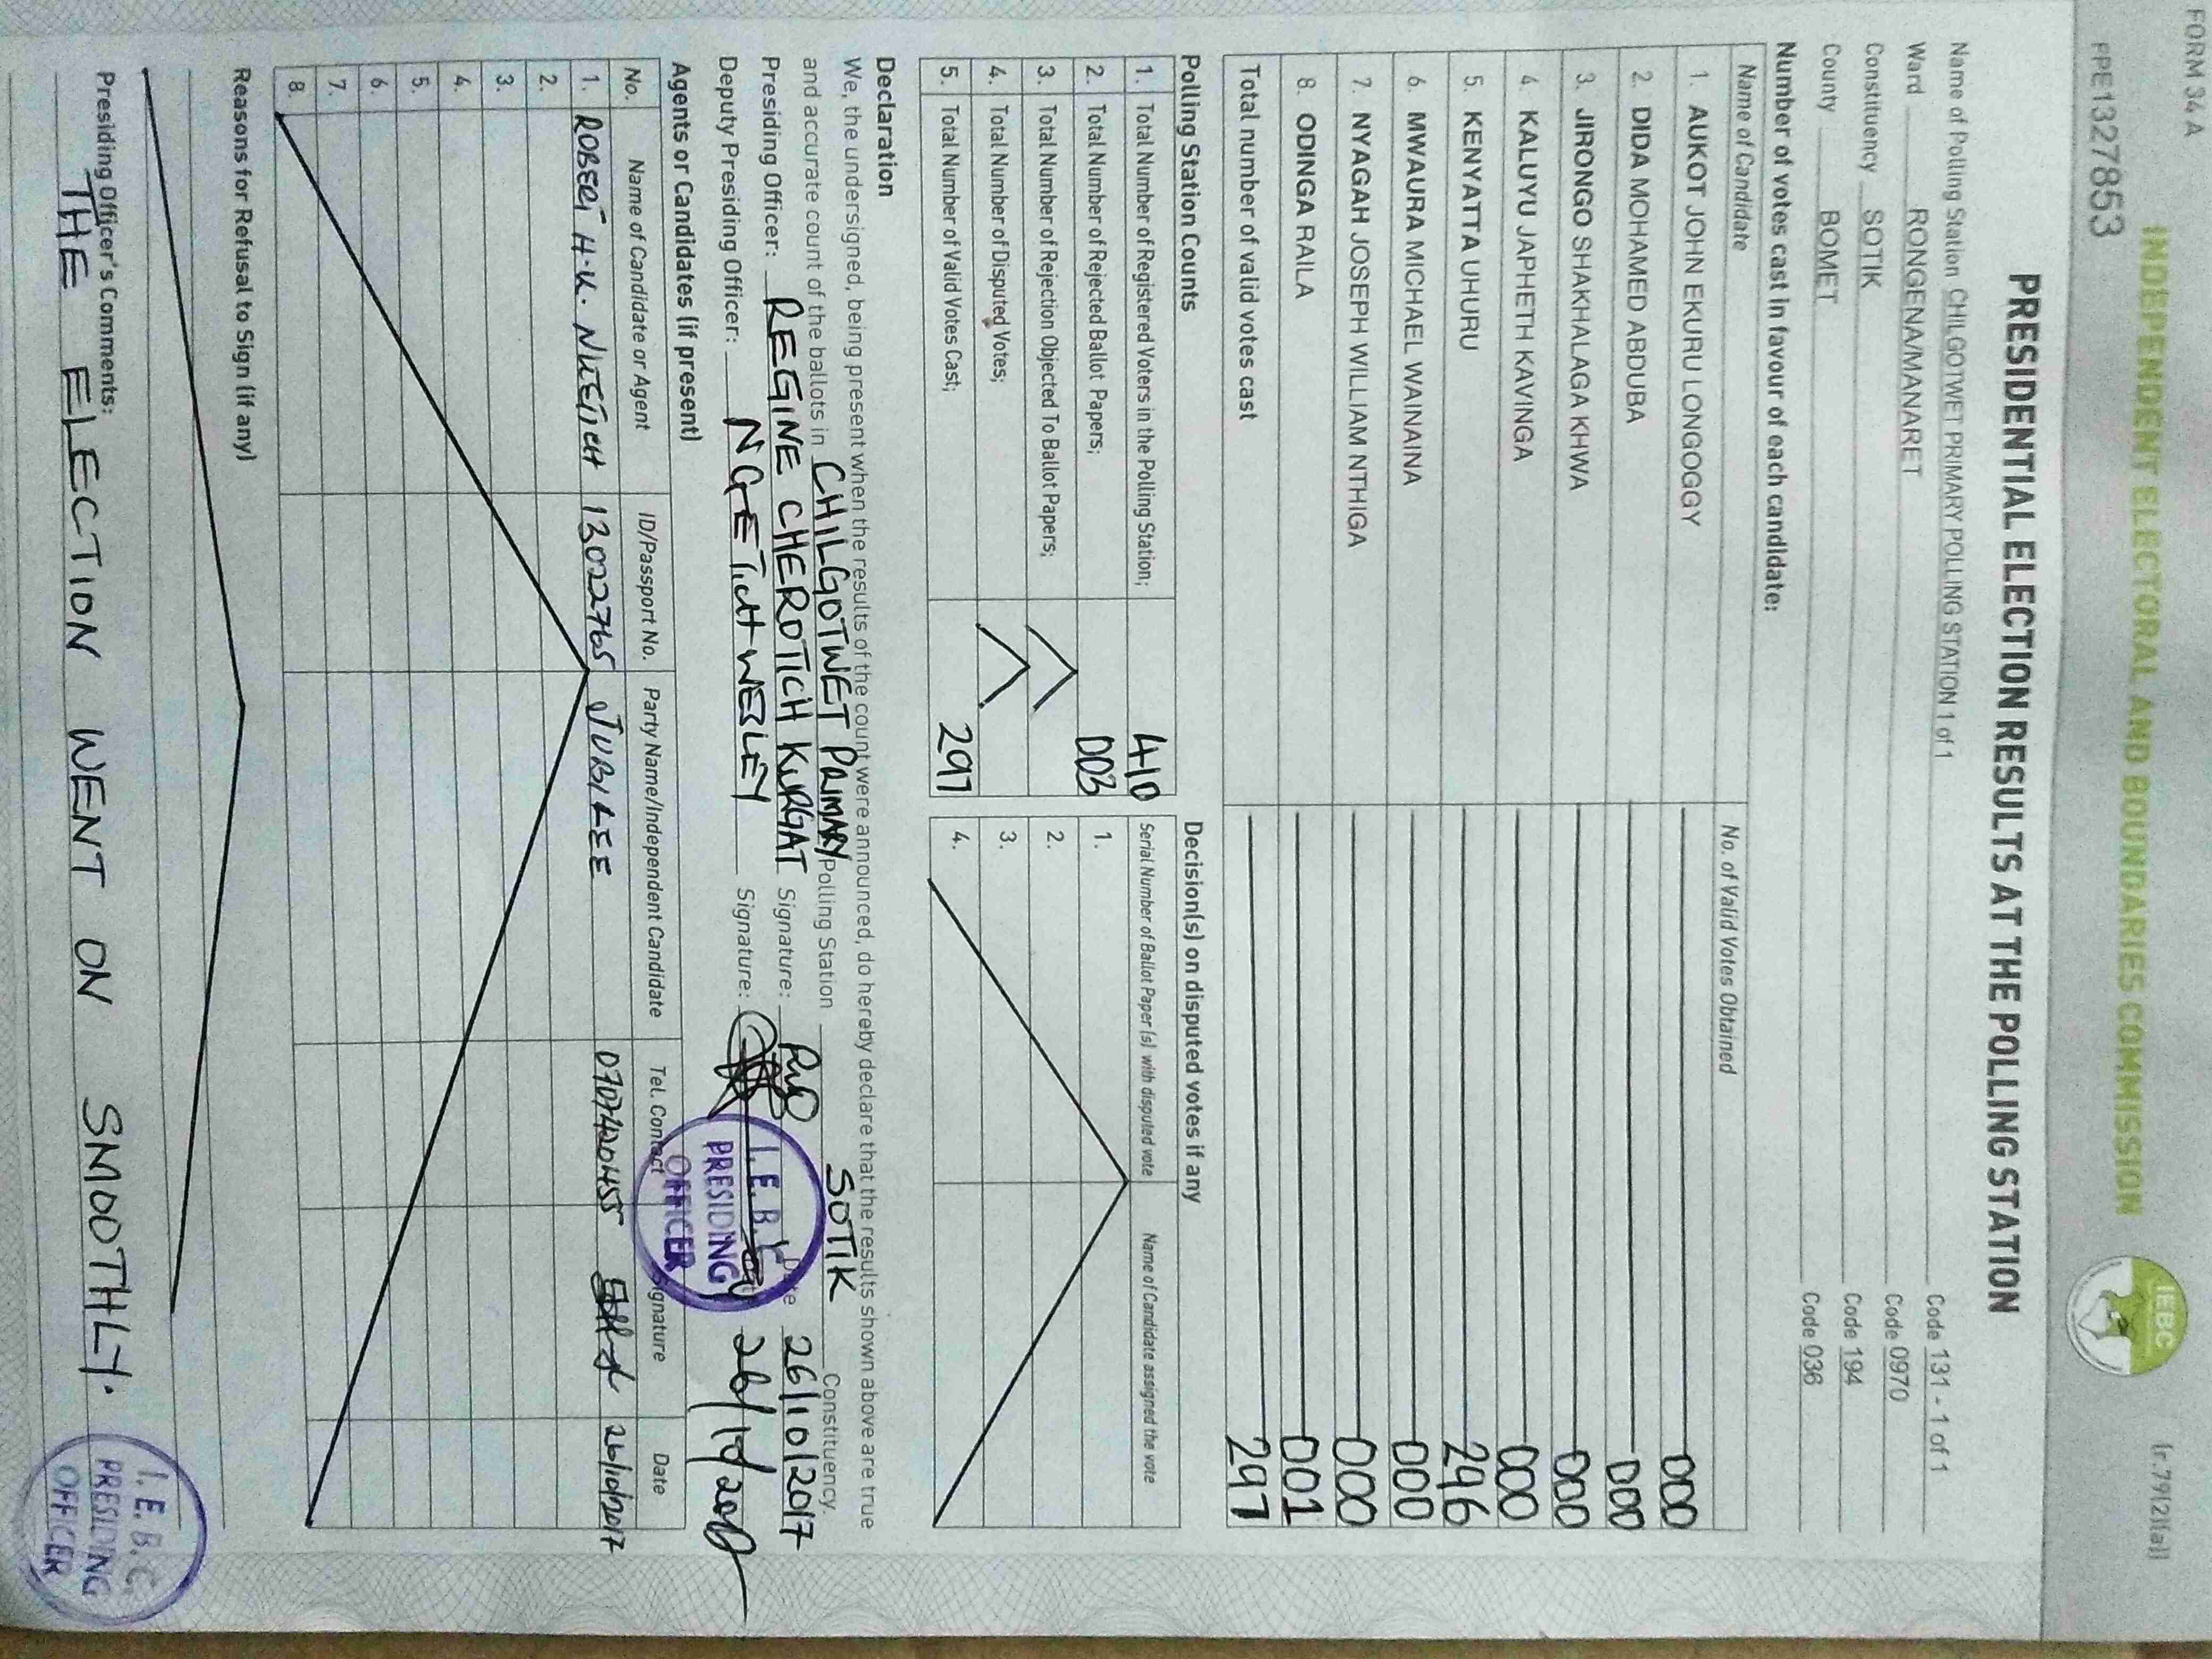 FORM 34 A
(r.79(2)(a))
INDEPENDENT ELECTORAL AND BOUNDARIES COMMISSION
IEBC
PPE1327853
PRESIDENTIAL ELECTION RESULTS AT THE POLLING STATION
Name of Polling Station CHILGOTWET PRIMARY POLLING STATION 1 of 1 Code 131 - 1 of 1
Ward RONGENA/MANARET Code 0970
Constituency SOTIK Code 194
County BOMET Code 036
Number of votes cast in favour of each candidate:
Name of Candidate No. of Valid Votes Obtained
1. AUKOT JOHN EKURU LONGOGGY 000
2. DIDA MOHAMED ABDUBA 000
3. JIRONGO SHAKHALAGA KHWA 000
4. KALUYU JAPHETH KAVINGA 000
5. KENYATTA UHURU 296
6. MWAURA MICHAEL WAINAINA 000
7. NYAGAH JOSEPH WILLIAM NTHIGA 000
8. ODINGA RAILA 001
Total number of valid votes cast 297
Polling Station Counts
1. Total Number of Registered Voters in the Polling Station; 410
2. Total Number of Rejected Ballot Papers; 003
3. Total Number of Rejection Objected To Ballot Papers;
4. Total Number of Disputed Votes;
5. Total Number of Valid Votes Cast; 297
Decision(s) on disputed votes if any
Serial Number of Ballot Paper (s) with disputed vote Name of Candidate assigned the vote
1.
2.
3.
4.
Declaration
We, the undersigned, being present when the results of the count were announced, do hereby declare that the results shown above are true
and accurate count of the ballots in CHILGOTWET PRIMARY Polling Station SOTIK Constituency.
Presiding Officer: REGINE CHEROTICH KURGAT Signature: Date 26/10/2017
Deputy Presiding Officer: NGETICH WESLEY Signature: 26/10/2017
I.E.B.C
PRESIDING
OFFICER
Agents or Candidates (if present)
No. Name of Candidate or Agent ID/Passport No. Party Name/Independent Candidate Tel. Contact Signature Date
1. ROBERT H.K. 13022765 JUBILEE 0707420455 26/10/2017
2.
3.
4.
5.
6.
7.
8.
Reasons for Refusal to Sign (if any)
Presiding Officer's Comments:
THE ELECTION WENT ON SMOOTHLY.
I.E.B.C.
PRESIDING
OFFICER